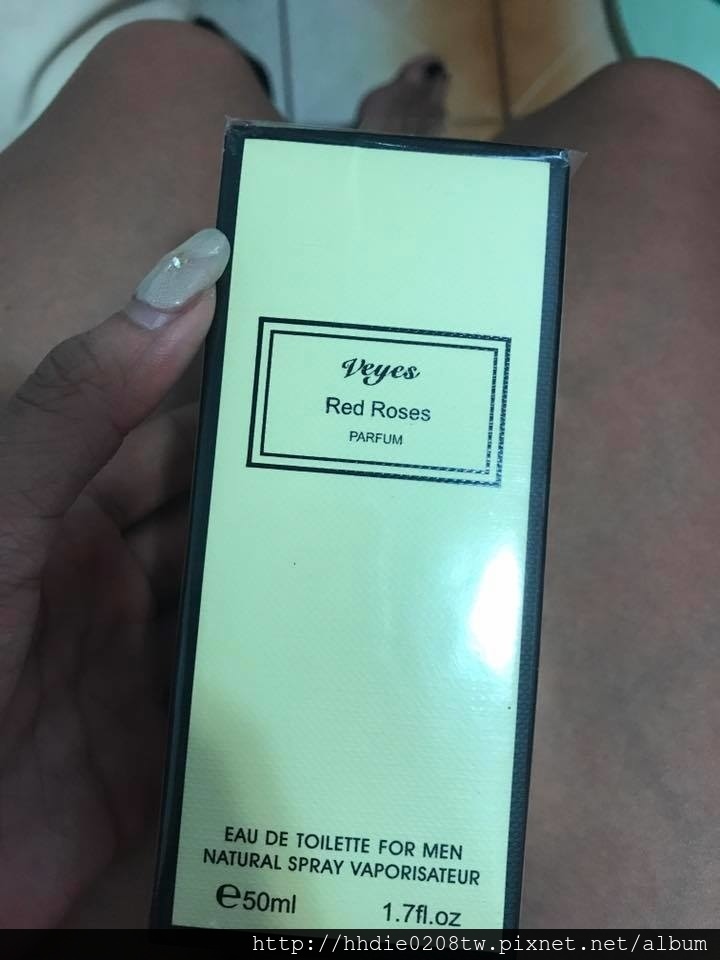 Veyes
Red Roses
PARFUM
EAU DE TOILETTE FOR MEN
NATURAL SPRAY VAPORISATEUR
℮50ml 1.7fl.oz
http://hhdie0208tw.pixnet.net/album